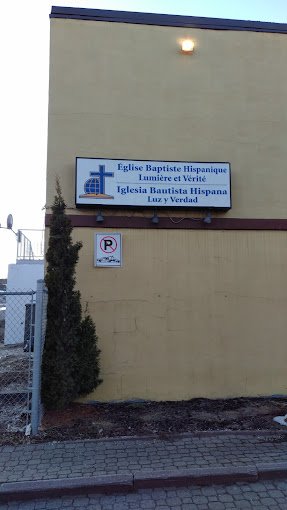 Église Baptiste Hispanique
Lumière et Vérité
Iglesia Bautista Hispana
Luz y Verdad
P